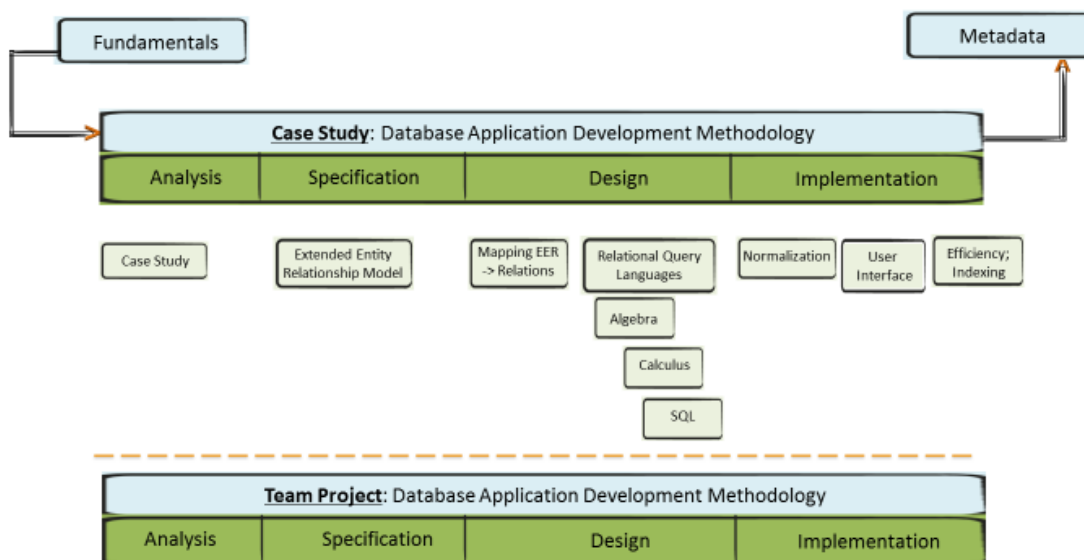 Fundamentals
Metadata
Case Study: Database Application Development Methodology
Analysis
Specification
Design
Implementation
Case Study
Extended Entity
Relationship Model
Mapping EER
-> Relations
Relational Query
Languages
Normalization
User
Interface
Efficiency;
Indexing
Algebra
Calculus
SQL
Team Project: Database Application Development Methodology
Analysis
Specification
Design
Implementation